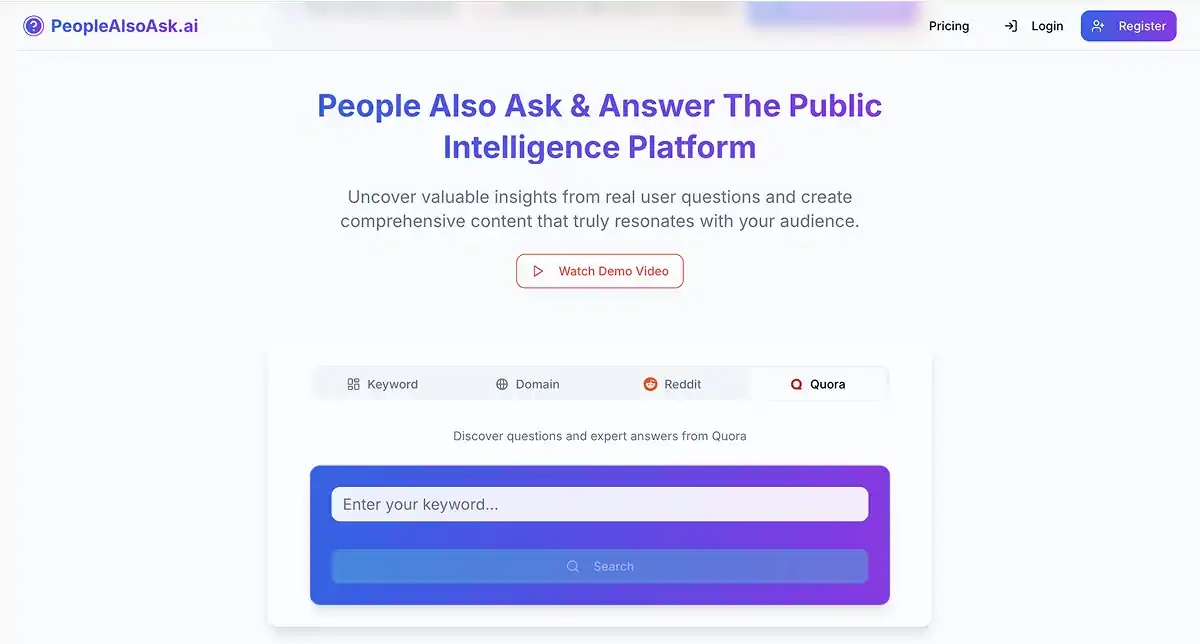 PeopleAlsoAsk.ai
Pricing
Login
Register
People Also Ask & Answer The Public
Intelligence Platform
Uncover valuable insights from real user questions and create
comprehensive content that truly resonates with your audience.
Watch Demo Video
Keyword
Domain
Reddit
Quora
Discover questions and expert answers from Quora
Enter your keyword...
Search